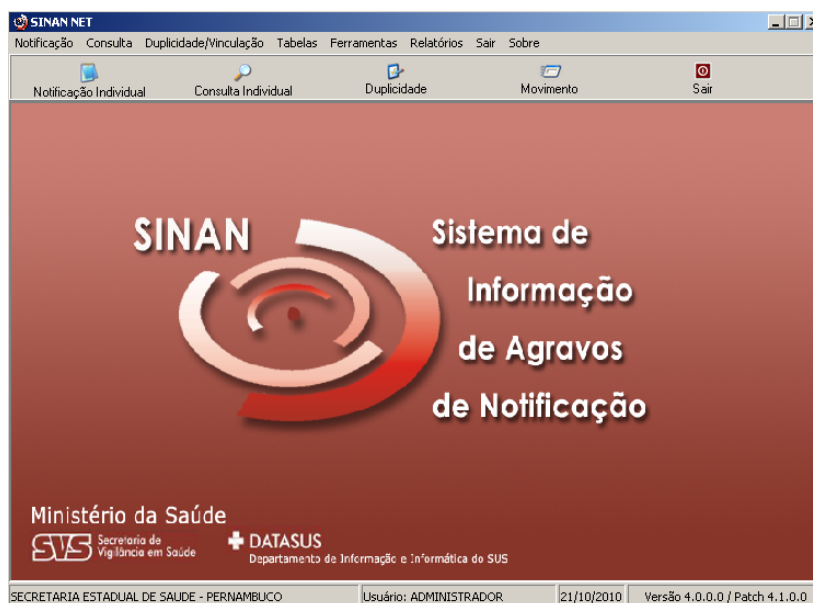 SINAN NET
Notificação Consulta Duplicidade/Vinculação Tabelas Ferramentas Relatórios Sair Sobre
Notificação Individual Consulta Individual Duplicidade Movimento Sair
SINAN
Sistema de
Informação
de Agravos
de Notificação
Ministério da Saúde
SVS Secretaria de
Vigilância em Saúde
DATASUS
Departamento de Informação e Informática do SUS
SECRETARIA ESTADUAL DE SAUDE - PERNAMBUCO Usuário: ADMINISTRADOR 21/10/2010 Versão 4.0.0.0 / Patch 4.1.0.0